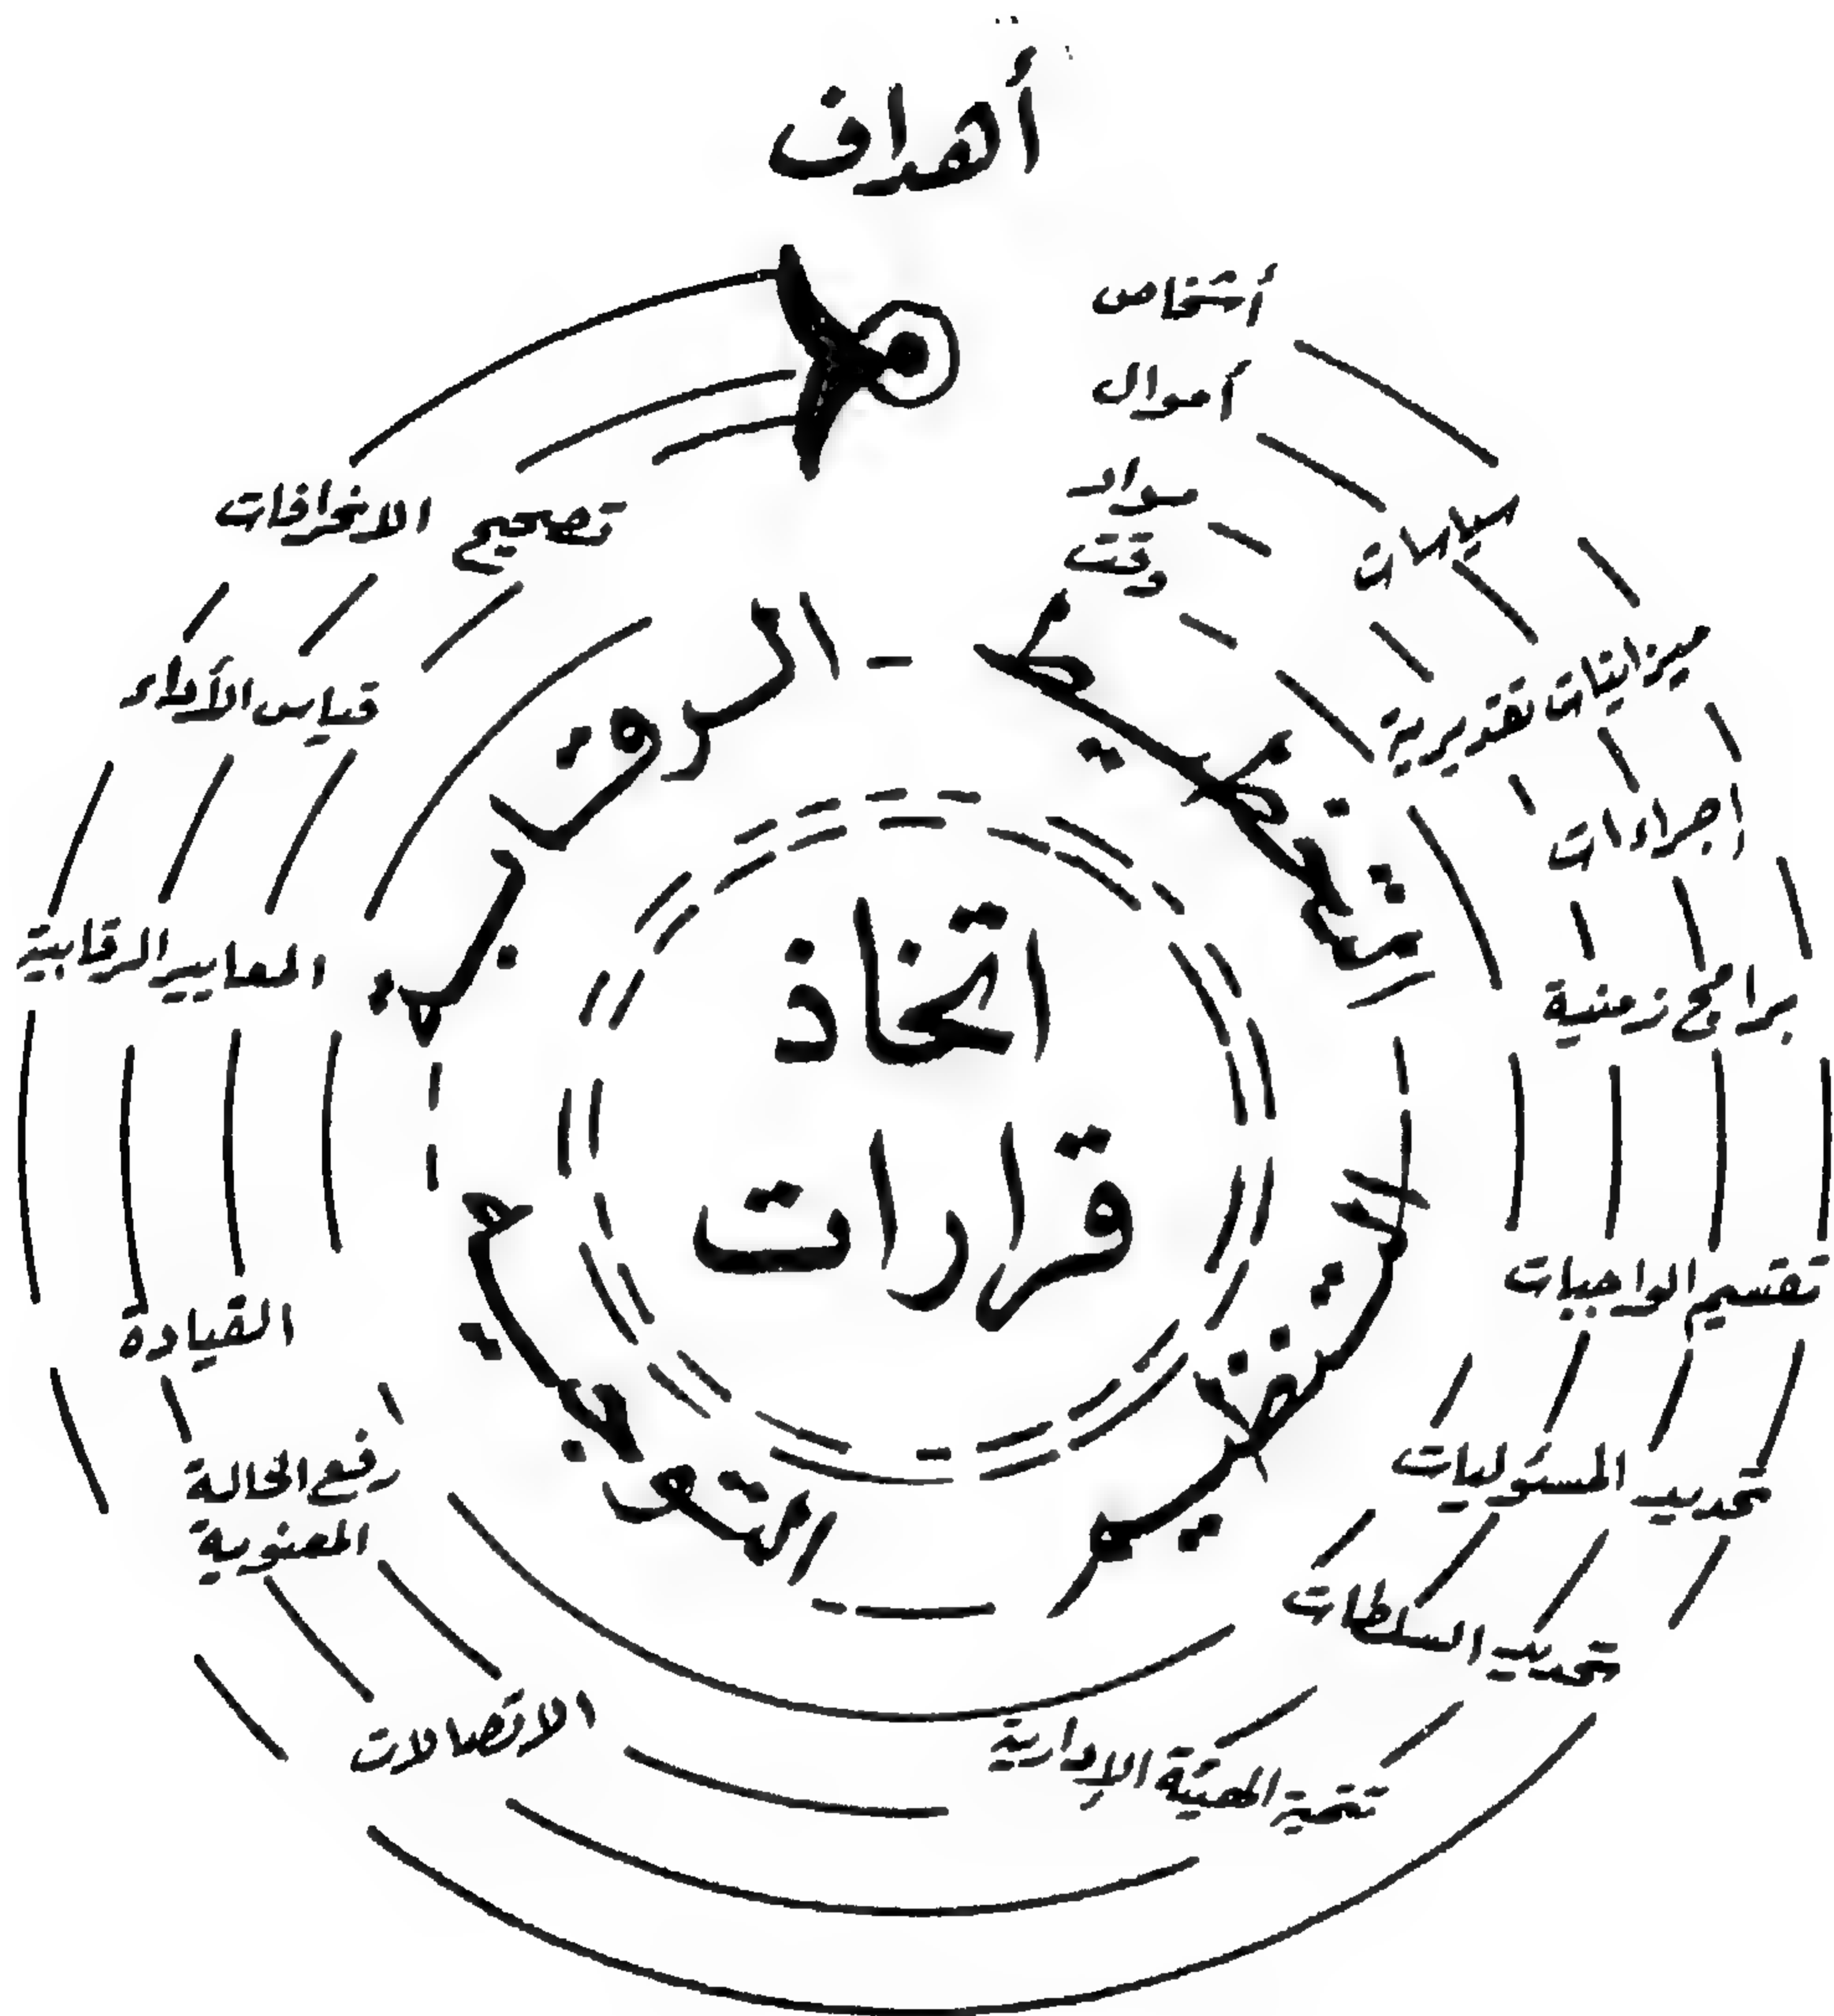 أهداف
أشخاص
أموال
مواد
وقت
سياسات
ميزانيات تقديرية
اجراءات
برامج زمنية
تقسيم الواجبات
تحديد المسئوليات
تحديد السلطات
تنمية الهيئة الإدارية
الاتصالات
رفع الحالة
المعنوية
القيادة
المعايير الرقابية
قياس الأداء
تصحيح الانحرافات
التخطيط
التنظيم
التوجيه
الرقابة
اتخاذ
قرارات